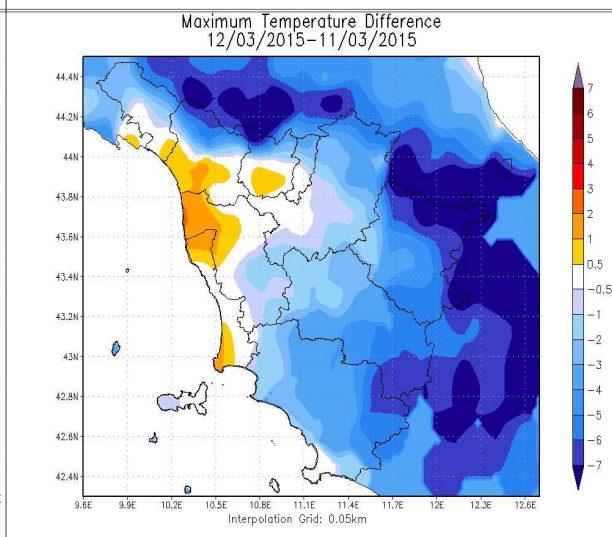 Maximum Temperature Difference
12/03/2015-11/03/2015
44.4N
44.2N
44N
43.8N
43.6N
43.4N
43.2N
43N
42.8N
42.6N
42.4N
9.6E 9.9E 10.2E 10.5E 10.8E 11.1E 11.4E 11.7E 12E 12.3E 12.6E
Interpolation Grid: 0.05km
7
6
5
4
3
2
1
0.5
-0.5
-1
-2
-3
-4
-5
-6
-7